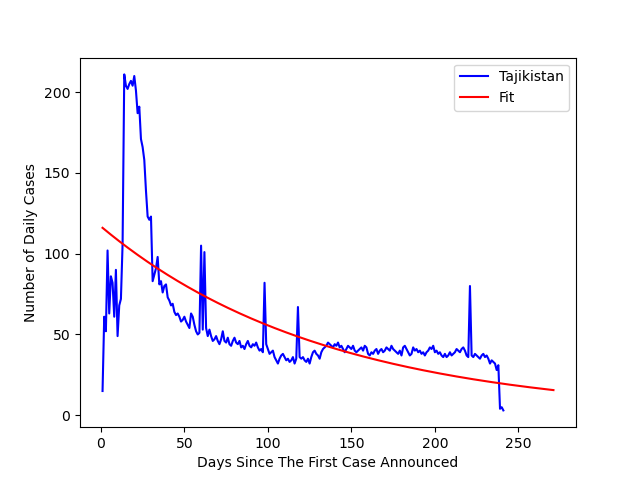 Tajikistan
Fit
200
150
100
50
0
Number of Daily Cases
0 50 100 150 200 250
Days Since The First Case Announced